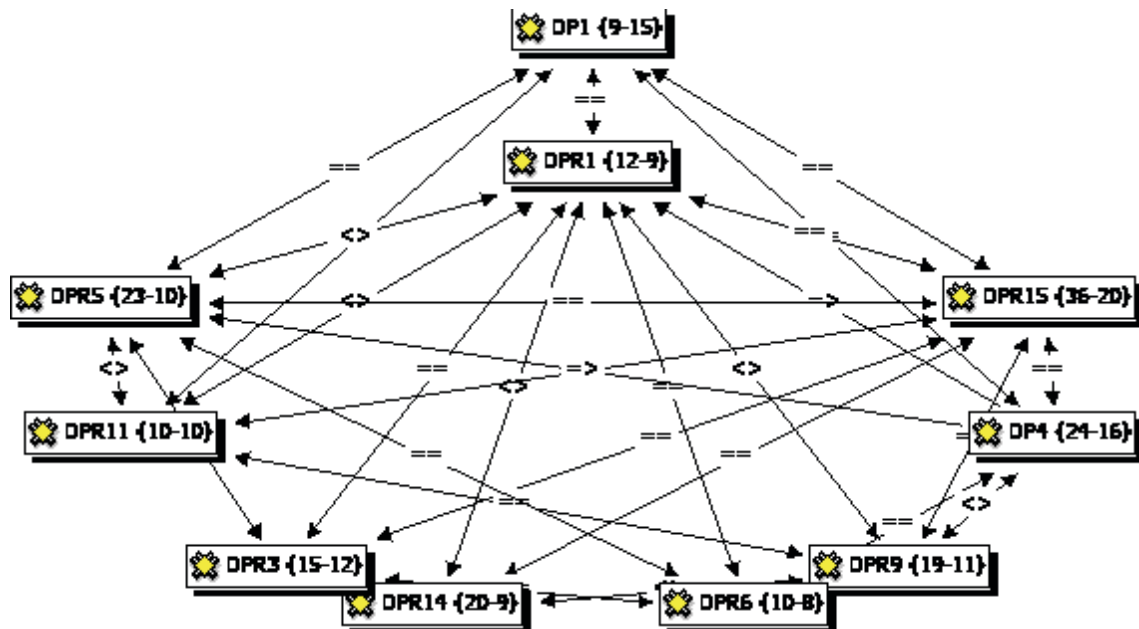 DP1 {9-15}
==
DPR1 {12-9}
==
==
<>
==
DPR5 {23-10}
<>
==
=>
DPR15 {36-20}
<>
==
<>
=>
==
<>
==
DPR11 {10-10}
==
==
==
DP4 {24-16}
==
==
<>
DPR3 {15-12}
DPR9 {19-11}
DPR14 {20-9}
DPR6 {10-8}